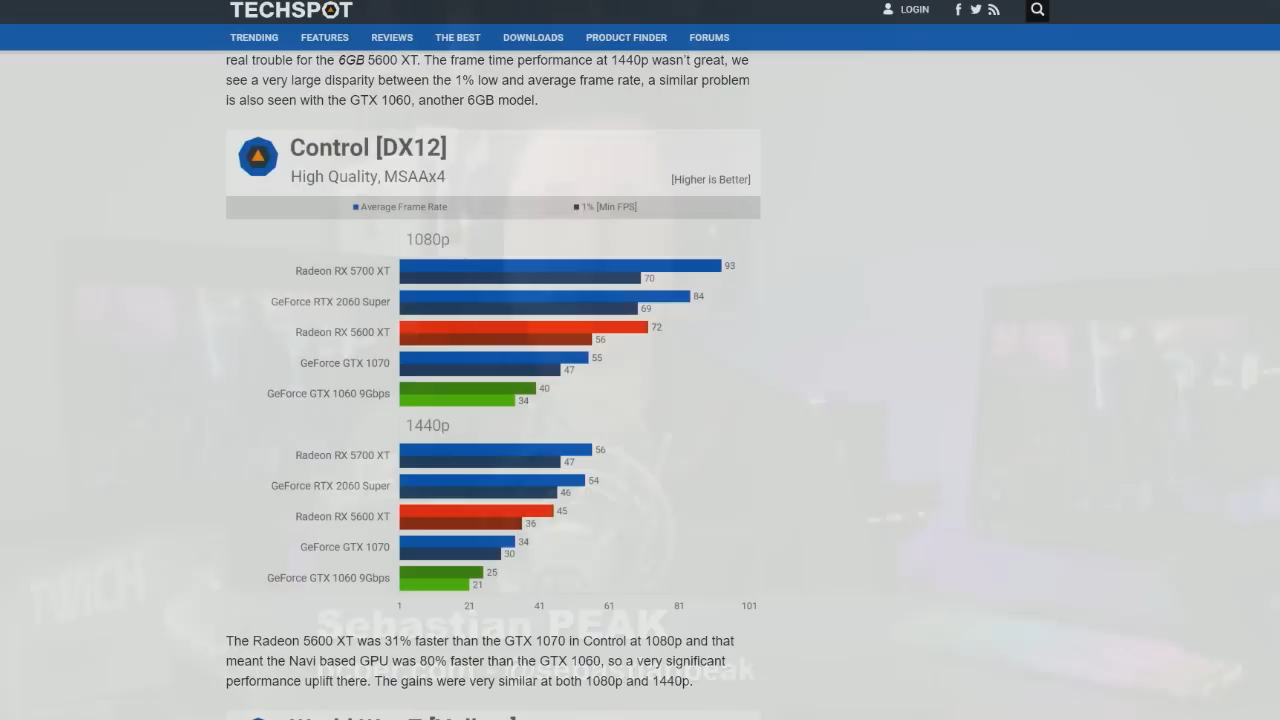 TECHSPOT
LOGIN
TRENDING FEATURES REVIEWS THE BEST DOWNLOADS PRODUCT FINDER FORUMS
real trouble for the 6GB 5600 XT. The frame time performance at 1440p wasn't great, we
see a very large disparity between the 1% low and average frame rate, a similar problem
is also seen with the GTX 1060, another 6GB model.
Control [DX12]
High Quality, MSAAx4
[Higher is Better]
Average Frame Rate 1% [Min FPS]
1080p
Radeon RX 5700 XT 93 70
GeForce RTX 2060 Super 84 69
Radeon RX 5600 XT 72 56
GeForce GTX 1070 55 47
GeForce GTX 1060 9Gbps 40 34
1440p
Radeon RX 5700 XT 56 47
GeForce RTX 2060 Super 54 46
Radeon RX 5600 XT 45 36
GeForce GTX 1070 34 30
GeForce GTX 1060 9Gbps 25 21
1 21 41 61 81 101
TWICH
Sebastian PEAK
The Radeon 5600 XT was 31% faster than the GTX 1070 in Control at 1080p and that
meant the Navi based GPU was 80% faster than the GTX 1060, so a very significant
performance uplift there. The gains were very similar at both 1080p and 1440p.